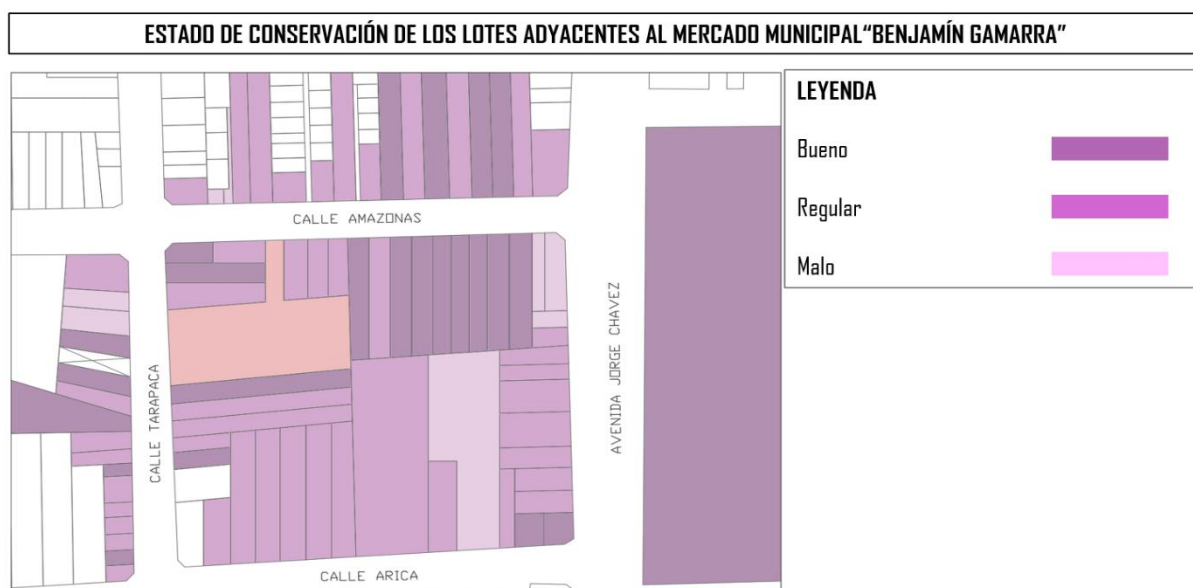 ESTADO DE CONSERVACIÓN DE LOS LOTES ADYACENTES AL MERCADO MUNICIPAL“BENJAMÍN GAMARRA”
LEYENDA
Bueno
Regular
Malo
CALLE AMAZONAS
CALLE TARAPACA
AVENIDA JORGE CHAVEZ
CALLE ARICA